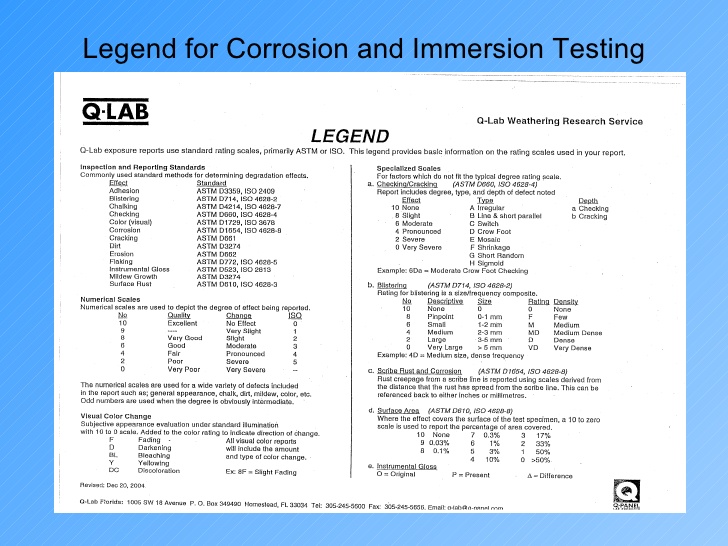 Legend for Corrosion and Immersion Testing
Q-LAB
Q-Lab Weathering Research Service
LEGEND
Q-Lab exposure reports use standard rating scales, primarily ASTM or ISO. This legend provides basic information on the rating scales used in your report.
Inspection and Reporting Standards
Commonly used standard methods for determining degradation effects.
Effect Standard
Adhesion ASTM D3359, ISO 2409
Blistering ASTM D714, ISO 4628-2
Chalking ASTM D4214, ISO 4628-7
Checking ASTM D660, ISO 4628-4
Color (visual) ASTM D1729, ISO 3678
Corrosion ASTM D1654, ISO 4628-8
Cracking ASTM D661
Dirt ASTM D3274
Erosion ASTM D662
Flaking ASTM D772, ISO 4628-5
Instrumental Gloss ASTM D523, ISO 2813
Mildew Growth ASTM D3274
Surface Rust ASTM D610, ISO 4628-3
Numerical Scales
Numerical scales are used to depict the degree of effect being reported.
No Quality Change ISO
10 Excellent No Effect 0
9 ---- Very Slight 1
8 Very Good Slight 2
6 Good Moderate 3
4 Fair Pronounced 4
2 Poor Severe 5
0 Very Poor Very Severe --
The numerical scales are used for a wide variety of defects included
in the report such as; general appearance, chalk, dirt, mildew, color, etc.
Odd numbers are used when the degree is obviously intermediate.
Visual Color Change
Subjective appearance evaluation under standard illumination
with 10 to 0 scale. Added to the color rating to indicate direction of change.
F Fading - All visual color reports
D Darkening will include the amount
BL Bleaching and type of color change.
Y Yellowing
DC Discoloration Ex: 8F = Slight Fading
Revised: Dec 20, 2004
Specialized Scales
For factors which do not fit the typical degree rating scale.
a. Checking/Cracking (ASTM D660, ISO 4628-4)
Report includes degree, type, and depth of defect noted
Effect Type Depth
10 None A Irregular a Checking
8 Slight B Line & short parallel b Cracking
6 Moderate C Switch
4 Pronounced D Crow Foot
2 Severe E Mosaic
0 Very Severe F Shrinkage
G Short Random
H Sigmoid
Example: 6Da = Moderate Crow Foot Checking
b. Blistering (ASTM D714, ISO 4628-2)
Rating for blistering is a size/frequency composite.
No Descriptive Size Rating Density
10 None 0 0 None
8 Pinpoint 0-1 mm F Few
6 Small 1-2 mm M Medium
4 Medium 2-3 mm MD Medium Dense
2 Large 3-5 mm D Dense
0 Very Large > 5 mm VD Very Dense
Example: 4D = Medium size, dense frequency
c. Scribe Rust and Corrosion (ASTM D1654, ISO 4628-8)
Rust creepage from a scribe line is reported using scales derived from
the distance that the rust has spread from the scribe line. This can be
referenced back to either inches or millimetres.
d. Surface Area (ASTM D610, ISO 4628-8)
Where the effect covers the surface of the test specimen, a 10 to zero
scale is used to report the percentage of area covered.
10 None 7 0.3% 3 17%
9 0.03% 6 1% 2 33%
8 0.1% 5 3% 1 50%
4 10% 0 >50%
e. Instrumental Gloss
O = Original P = Present Δ = Difference
Q-Lab Florida: 1005 SW 18 Avenue P. O. Box 349490 Homestead, FL 33034 Tel: 305-245-5600 Fax: 305-245-5656, Email: q-lab@q-panel.com
Q
Q-PANEL